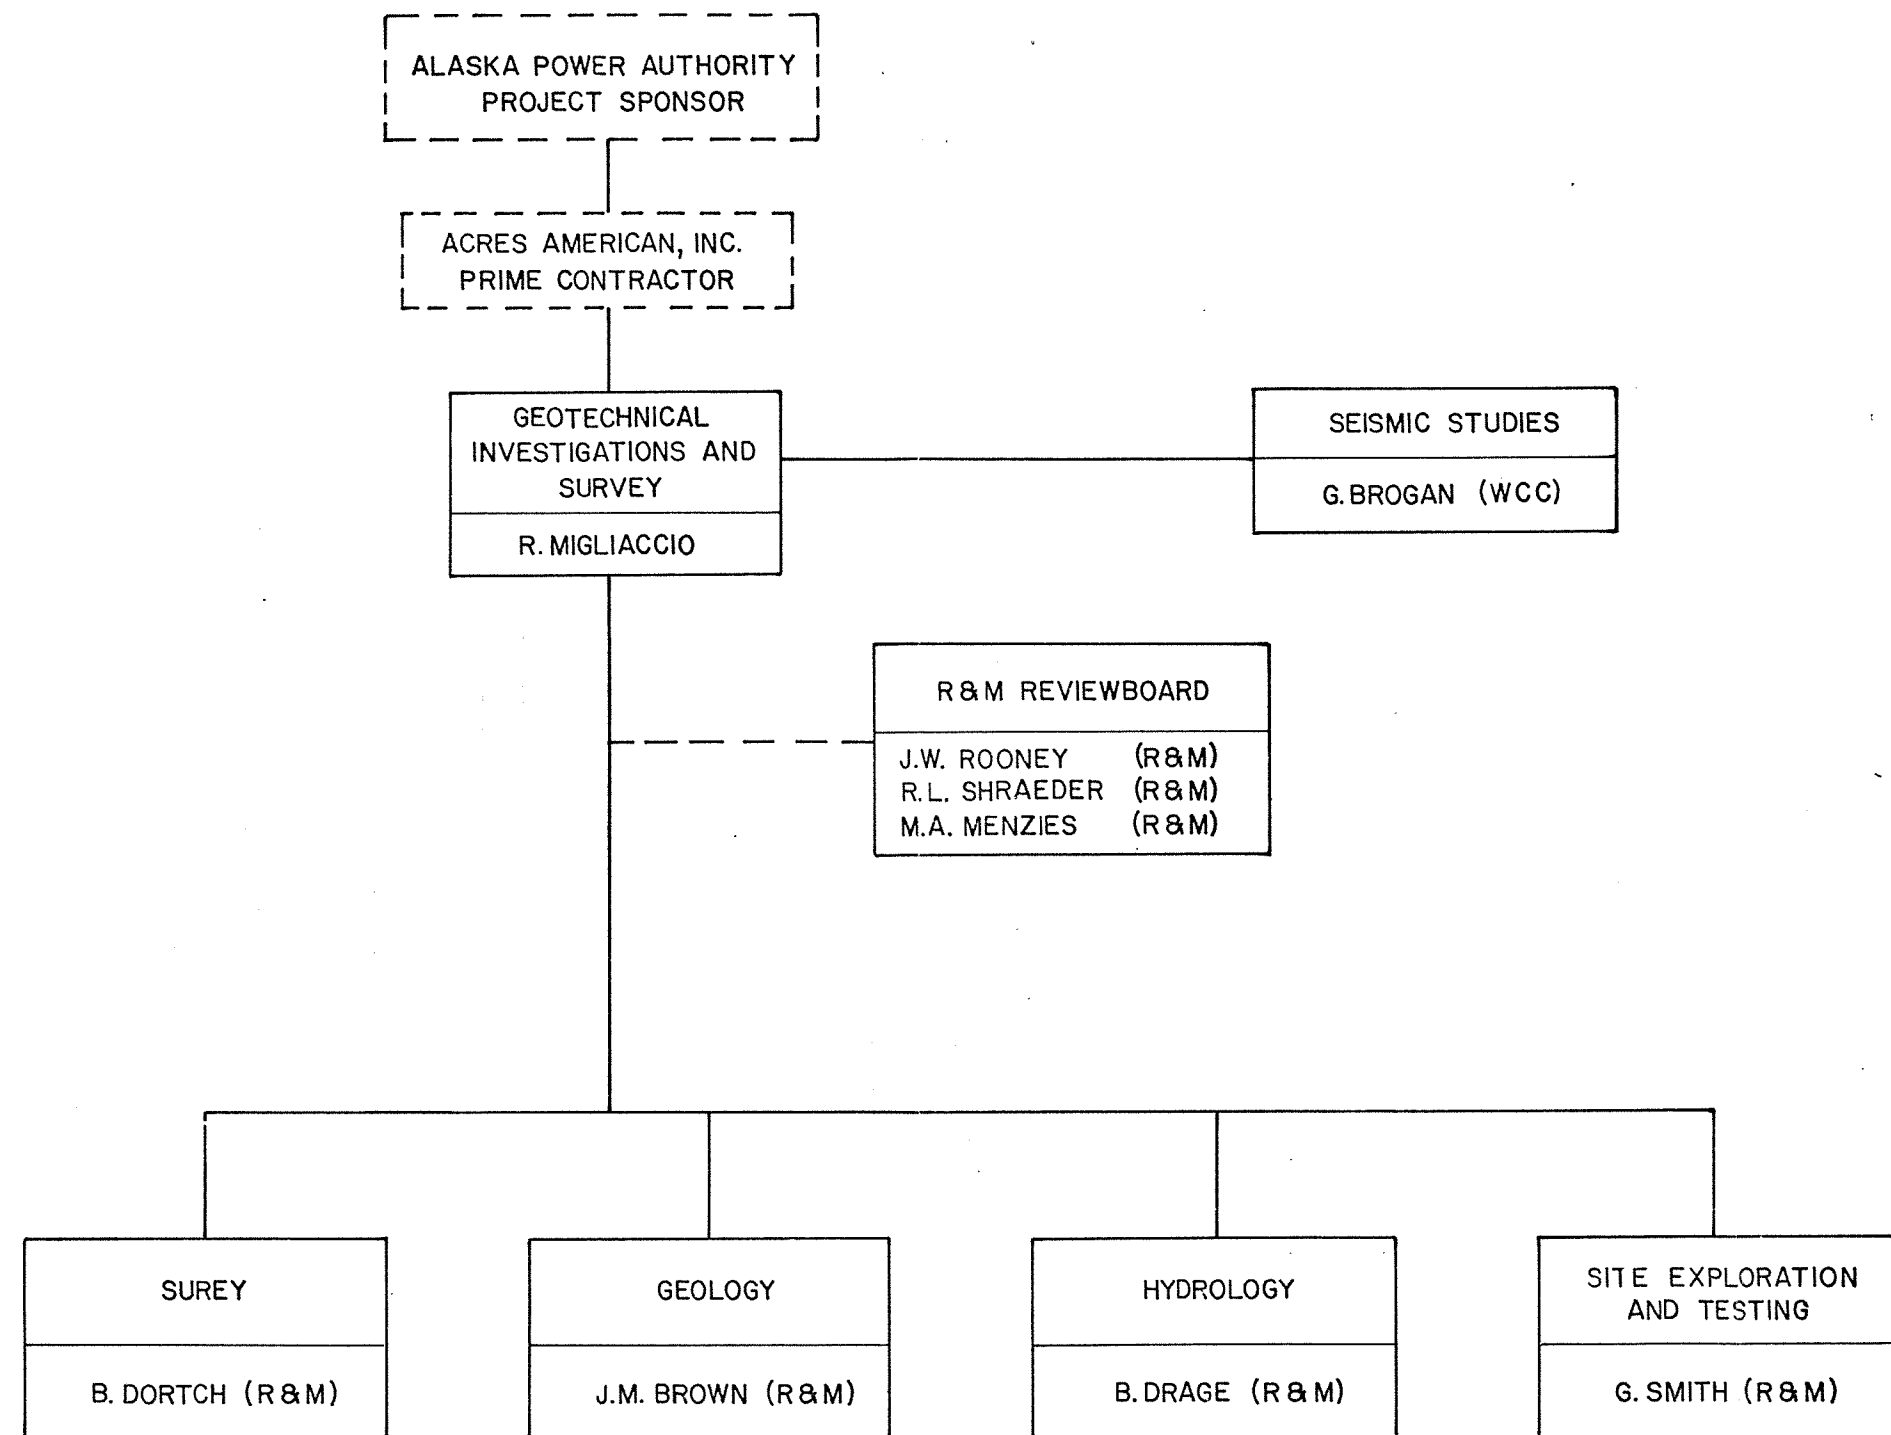 ALASKA POWER AUTHORITY
PROJECT SPONSOR
ACRES AMERICAN, INC.
PRIME CONTRACTOR
GEOTECHNICAL
INVESTIGATIONS AND
SURVEY
R. MIGLIACCIO
SEISMIC STUDIES
G. BROGAN (WCC)
R & M REVIEWBOARD
J.W. ROONEY (R & M)
R.L. SHRAEDER (R & M)
M.A. MENZIES (R & M)
SUREY
B. DORTCH (R & M)
GEOLOGY
J.M. BROWN (R & M)
HYDROLOGY
B. DRAGE (R & M)
SITE EXPLORATION
AND TESTING
G. SMITH (R & M)